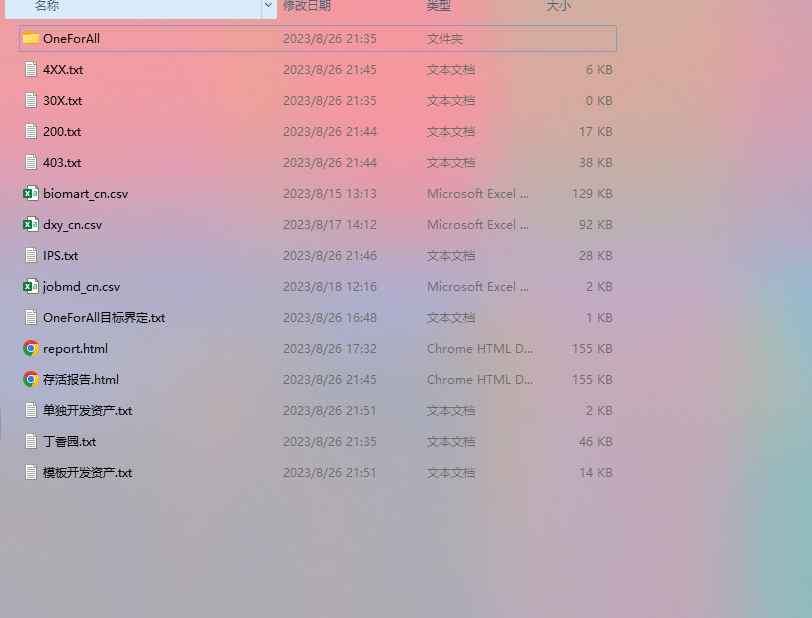 名称 修改日期 类型 大小
OneForAll 2023/8/26 21:35 文件夹
4XX.txt 2023/8/26 21:45 文本文档 6 KB
30X.txt 2023/8/26 21:35 文本文档 0 KB
200.txt 2023/8/26 21:44 文本文档 17 KB
403.txt 2023/8/26 21:44 文本文档 38 KB
biomart_cn.csv 2023/8/15 13:13 Microsoft Excel ... 129 KB
dxy_cn.csv 2023/8/17 14:12 Microsoft Excel ... 92 KB
IPS.txt 2023/8/26 21:46 文本文档 28 KB
jobmd_cn.csv 2023/8/18 12:16 Microsoft Excel ... 2 KB
OneForAll目标界定.txt 2023/8/26 16:48 文本文档 1 KB
report.html 2023/8/26 17:32 Chrome HTML D... 155 KB
存活报告.html 2023/8/26 21:45 Chrome HTML D... 155 KB
单独开发资产.txt 2023/8/26 21:51 文本文档 2 KB
丁香园.txt 2023/8/26 21:35 文本文档 46 KB
模板开发资产.txt 2023/8/26 21:51 文本文档 14 KB